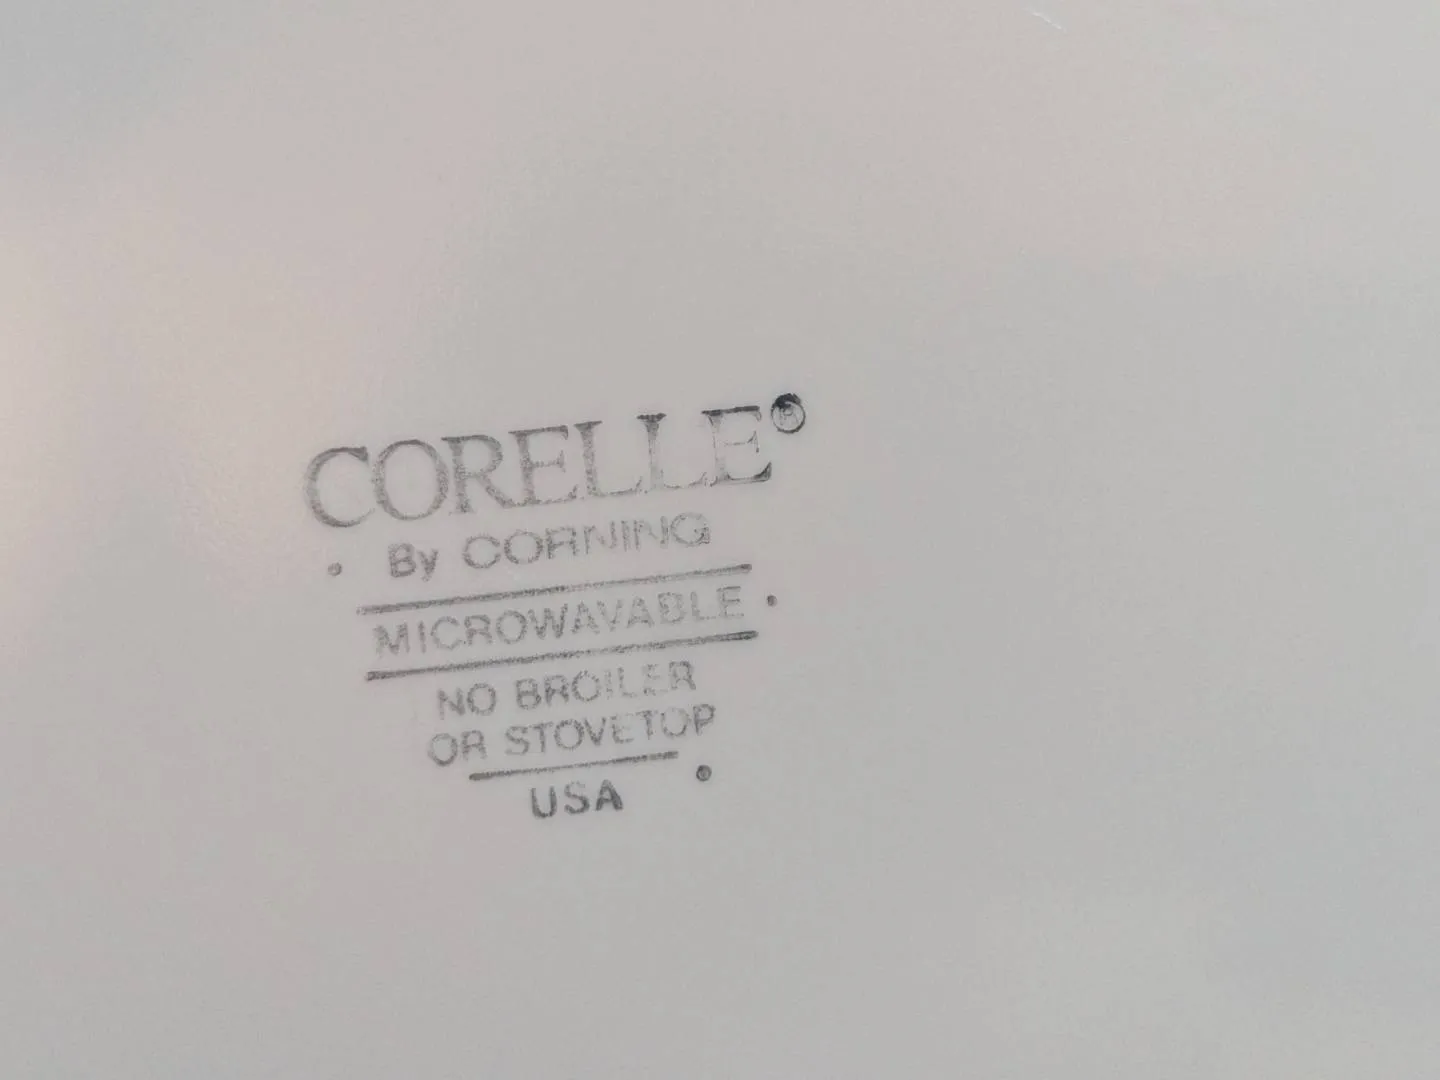 CORELLE®
• By CORNING
MICROWAVABLE •
NO BROILER
OR STOVETOP
USA •